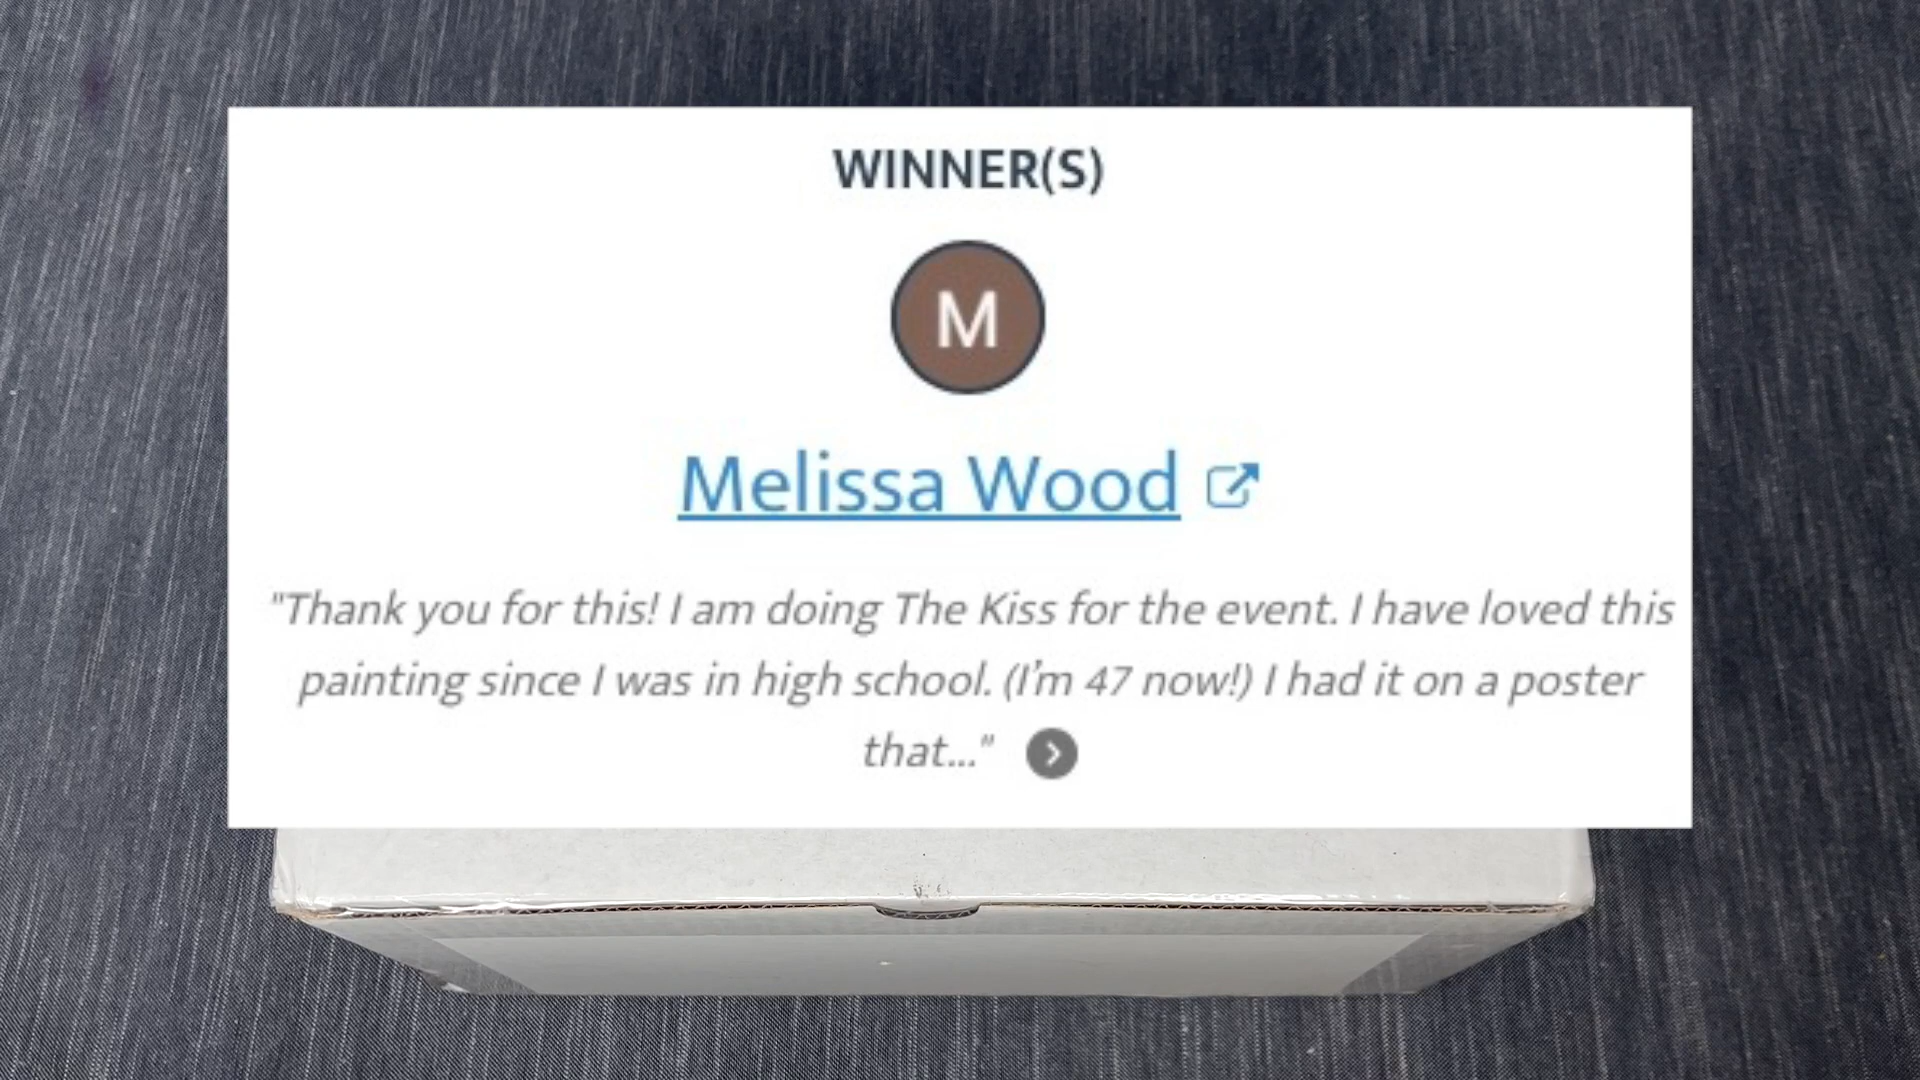 WINNER(S)
M
Melissa Wood
"Thank you for this! I am doing The Kiss for the event. I have loved this
painting since I was in high school. (I'm 47 now!) I had it on a poster
that..."